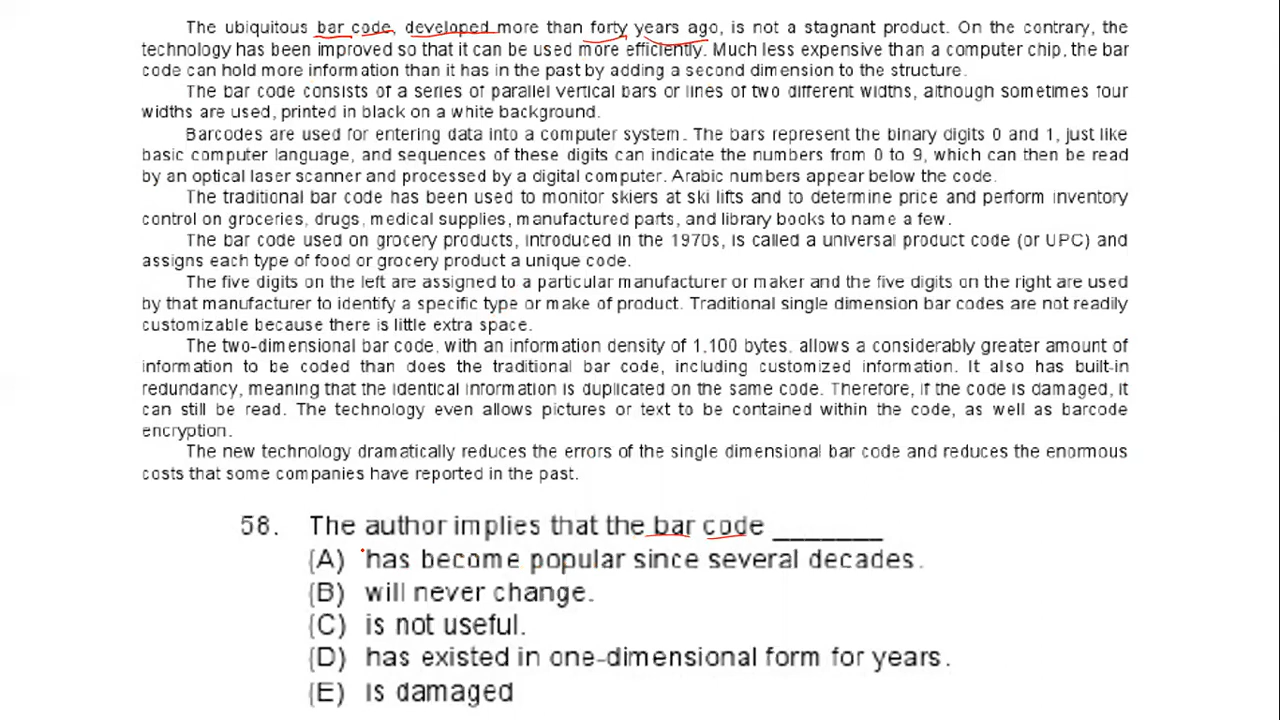 The ubiquitous bar code, developed more than forty years ago, is not a stagnant product. On the contrary, the
technology has been improved so that it can be used more efficiently. Much less expensive than a computer chip, the bar
code can hold more information than it has in the past by adding a second dimension to the structure.
The bar code consists of a series of parallel vertical bars or lines of two different widths, although sometimes four
widths are used, printed in black on a white background.
Barcodes are used for entering data into a computer system. The bars represent the binary digits 0 and 1, just like
basic computer language, and sequences of these digits can indicate the numbers from 0 to 9, which can then be read
by an optical laser scanner and processed by a digital computer. Arabic numbers appear below the code.
The traditional bar code has been used to monitor skiers at ski lifts and to determine price and perform inventory
control on groceries, drugs, medical supplies, manufactured parts, and library books to name a few.
The bar code used on grocery products, introduced in the 1970s, is called a universal product code (or UPC) and
assigns each type of food or grocery product a unique code.
The five digits on the left are assigned to a particular manufacturer or maker and the five digits on the right are used
by that manufacturer to identify a specific type or make of product. Traditional single dimension bar codes are not readily
customizable because there is little extra space.
The two-dimensional bar code, with an information density of 1,100 bytes, allows a considerably greater amount of
information to be coded than does the traditional bar code, including customized information. It also has built-in
redundancy, meaning that the identical information is duplicated on the same code. Therefore, if the code is damaged, it
can still be read. The technology even allows pictures or text to be contained within the code, as well as barcode
encryption.
The new technology dramatically reduces the errors of the single dimensional bar code and reduces the enormous
costs that some companies have reported in the past.
58. The author implies that the bar code _______
(A) has become popular since several decades.
(B) will never change.
(C) is not useful.
(D) has existed in one-dimensional form for years.
(E) Is damaged